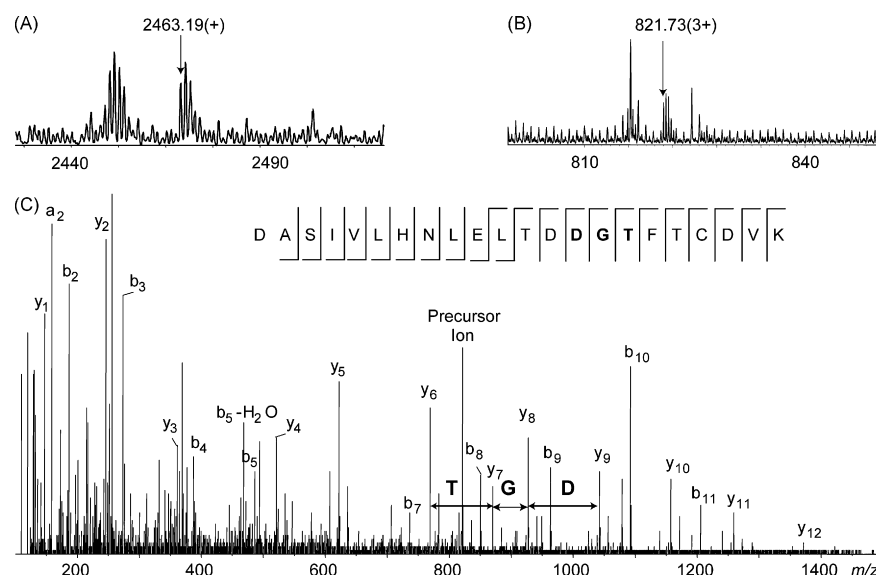 (A)
2463.19(+)
2440 2490
(B)
821.73(3+)
810 840
(C)
D A S I V L H N L E L T D D G T F T C D V K
a2
y2
b2
b3
y1
Precursor
Ion
y5
b5-H2O
y6
b10
y3
y4
y8
b4
b5
b8
y7
b9
y9
y10
T G D
b7
b11
y11
y12
200 400 600 800 1000 1200 1400 m/z